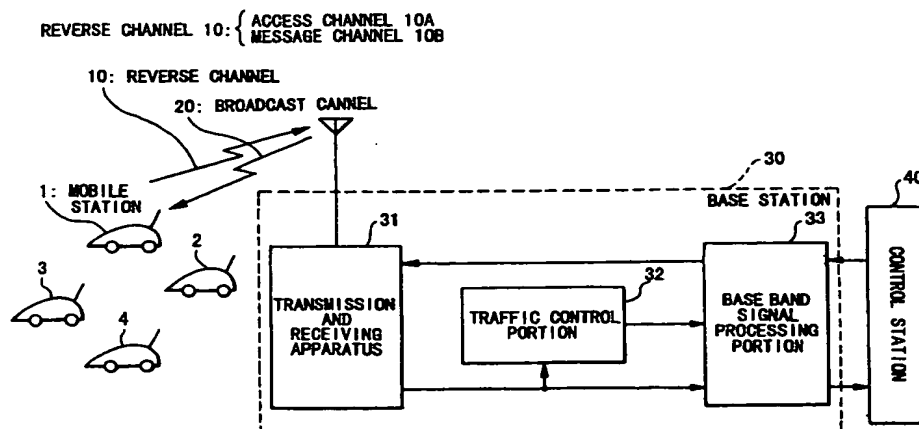 REVERSE CHANNEL 10: { ACCESS CHANNEL 10A
MESSAGE CHANNEL 10B
10: REVERSE CHANNEL
20: BROADCAST CANNEL
1: MOBILE
STATION
2
3
4
30
BASE STATION
31
TRANSMISSION
AND
RECEIVING
APPARATUS
32
TRAFFIC CONTROL
PORTION
33
BASE BAND
SIGNAL
PROCESSING
PORTION
40
CONTROL STATION